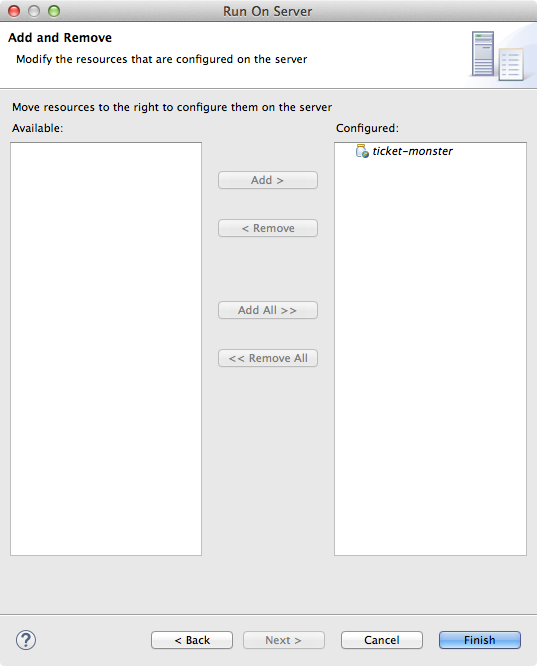 Run On Server
Add and Remove
Modify the resources that are configured on the server
Move resources to the right to configure them on the server
Available:
Configured:
ticket-monster
Add >
< Remove
Add All >>
<< Remove All
?
< Back
Next >
Cancel
Finish